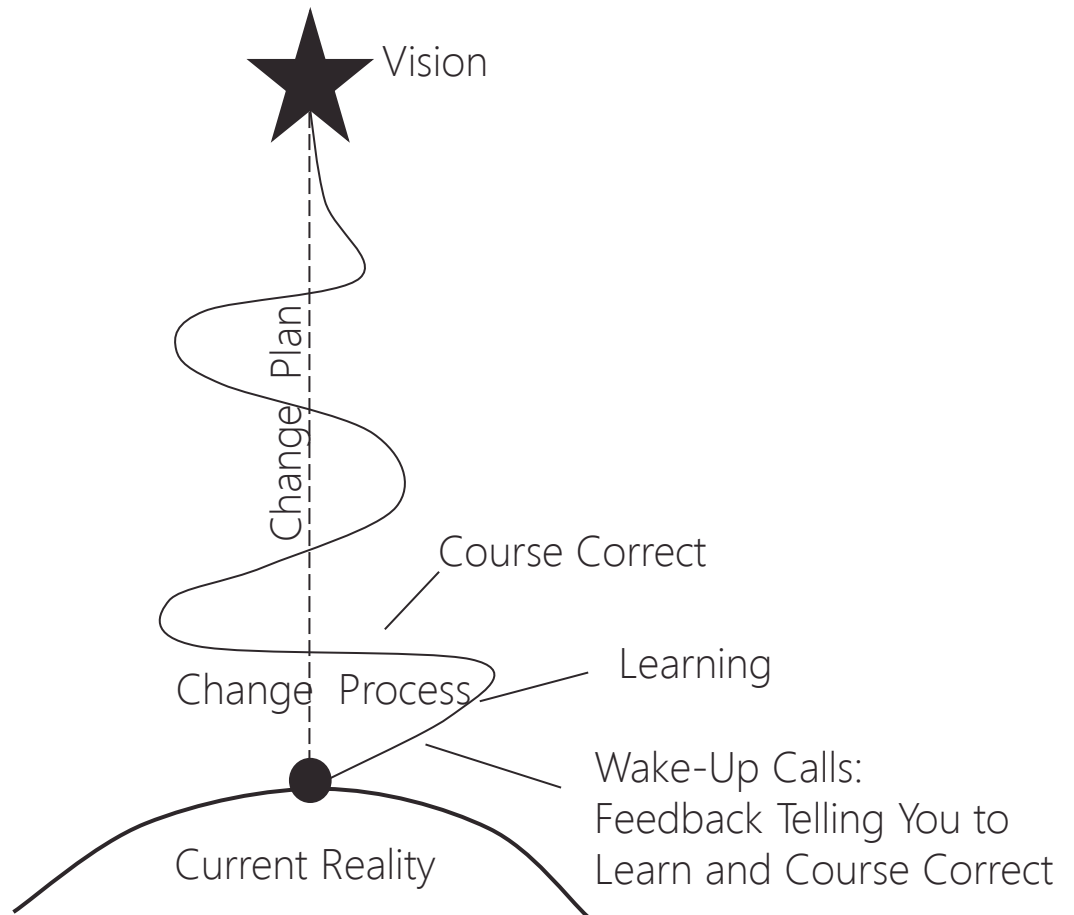 Vision
Change Plan
Course Correct
Learning
Change Process
Wake-Up Calls:
Feedback Telling You to
Learn and Course Correct
Current Reality